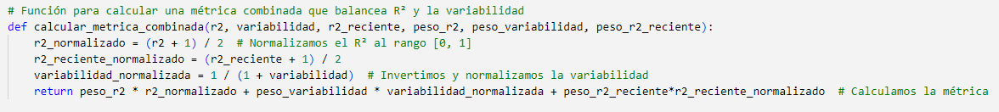 # Función para calcular una métrica combinada que balancea R² y la variabilidad
def calcular_metrica_combinada(r2, variabilidad, r2_reciente, peso_r2, peso_variabilidad, peso_r2_reciente):
    r2_normalizado = (r2 + 1) / 2  # Normalizamos el R² al rango [0, 1]
    r2_reciente_normalizado = (r2_reciente + 1) / 2
    variabilidad_normalizada = 1 / (1 + variabilidad)  # Invertimos y normalizamos la variabilidad
    return peso_r2 * r2_normalizado + peso_variabilidad * variabilidad_normalizada + peso_r2_reciente*r2_reciente_normalizado  # Calculamos la métrica